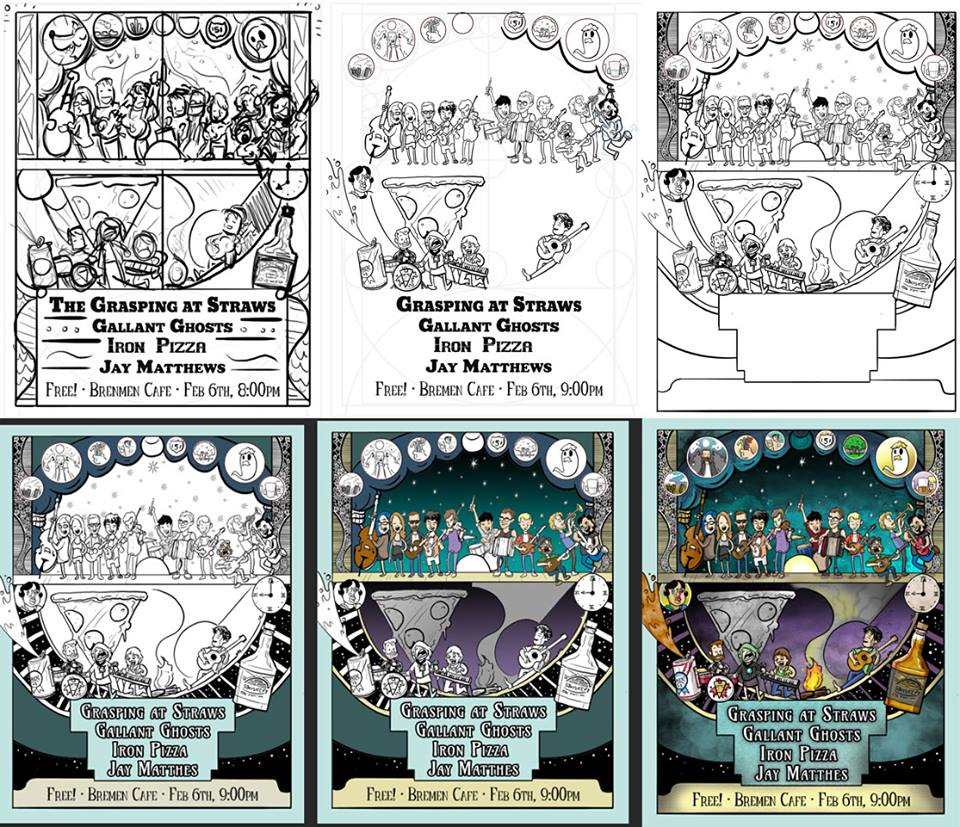 The Grasping at Straws
Gallant Ghosts
Iron Pizza
Jay Matthews
Free! · Brenmen Cafe · Feb 6th, 8:00pm
Grasping at Straws
Gallant Ghosts
Iron Pizza
Jay Matthews
Free! · Bremen Cafe · Feb 6th, 9:00pm
Grasping at Straws
Gallant Ghosts
Iron Pizza
Jay Matthes
Free! · Bremen Cafe · Feb 6th, 9:00pm
Grasping at Straws
Gallant Ghosts
Iron Pizza
Jay Matthes
Free! · Bremen Cafe · Feb 6th, 9:00pm
Grasping at Straws
Gallant Ghosts
Iron Pizza
Jay Matthes
Free! · Bremen Cafe · Feb 6th, 9:00pm